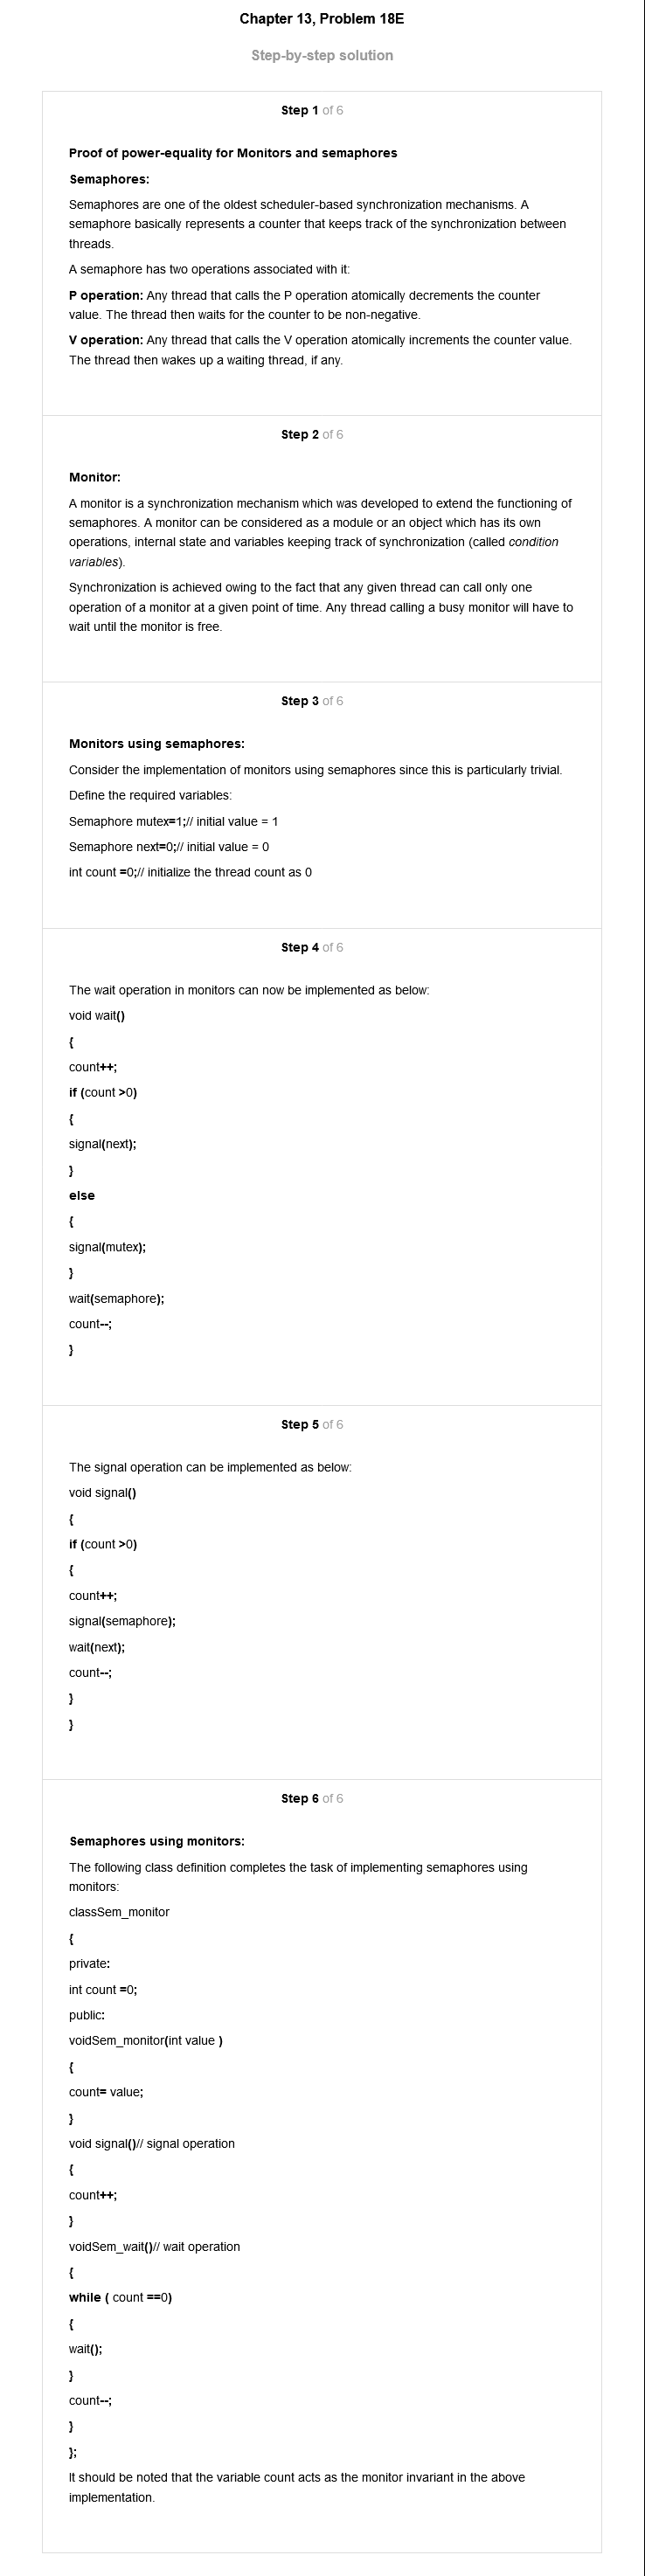 Chapter 13, Problem 18E
Step-by-step solution
Step 1 of 6
Proof of power-equality for Monitors and semaphores
Semaphores:
Semaphores are one of the oldest scheduler-based synchronization mechanisms. A
semaphore basically represents a counter that keeps track of the synchronization between
threads.
A semaphore has two operations associated with it:
P operation: Any thread that calls the P operation atomically decrements the counter
value. The thread then waits for the counter to be non-negative.
V operation: Any thread that calls the V operation atomically increments the counter value.
The thread then wakes up a waiting thread, if any.
Step 2 of 6
Monitor:
A monitor is a synchronization mechanism which was developed to extend the functioning of
semaphores. A monitor can be considered as a module or an object which has its own
operations, internal state and variables keeping track of synchronization (called condition
variables).
Synchronization is achieved owing to the fact that any given thread can call only one
operation of a monitor at a given point of time. Any thread calling a busy monitor will have to
wait until the monitor is free.
Step 3 of 6
Monitors using semaphores:
Consider the implementation of monitors using semaphores since this is particularly trivial.
Define the required variables:
Semaphore mutex=1;// initial value = 1
Semaphore next=0;// initial value = 0
int count =0;// initialize the thread count as 0
Step 4 of 6
The wait operation in monitors can now be implemented as below:
void wait()
{
count++;
if (count >0)
{
signal(next);
}
else
{
signal(mutex);
}
wait(semaphore);
count--;
}
Step 5 of 6
The signal operation can be implemented as below:
void signal()
{
if (count >0)
{
count++;
signal(semaphore);
wait(next);
count--;
}
}
Step 6 of 6
Semaphores using monitors:
The following class definition completes the task of implementing semaphores using
monitors:
classSem_monitor
{
private:
int count =0;
public:
voidSem_monitor(int value )
{
count= value;
}
void signal()// signal operation
{
count++;
}
voidSem_wait()// wait operation
{
while ( count ==0)
{
wait();
}
count--;
}
};
It should be noted that the variable count acts as the monitor invariant in the above
implementation.